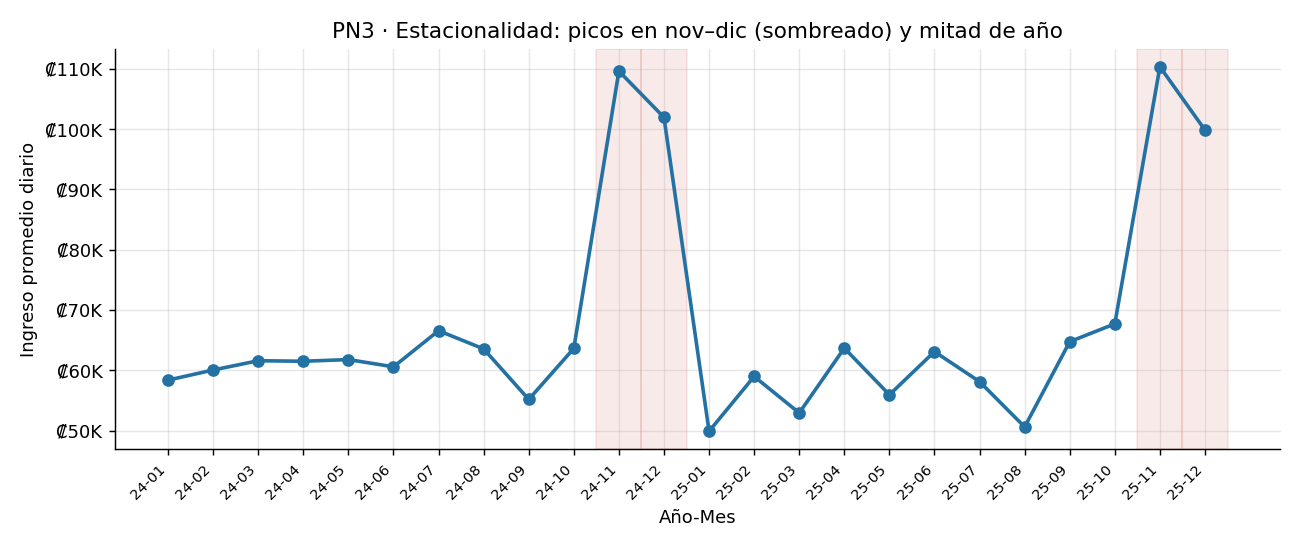 PN3 · Estacionalidad: picos en nov–dic (sombreado) y mitad de año
Ingreso promedio diario
₡110K
₡100K
₡90K
₡80K
₡70K
₡60K
₡50K
24-01
24-02
24-03
24-04
24-05
24-06
24-07
24-08
24-09
24-10
24-11
24-12
25-01
25-02
25-03
25-04
25-05
25-06
25-07
25-08
25-09
25-10
25-11
25-12
Año-Mes